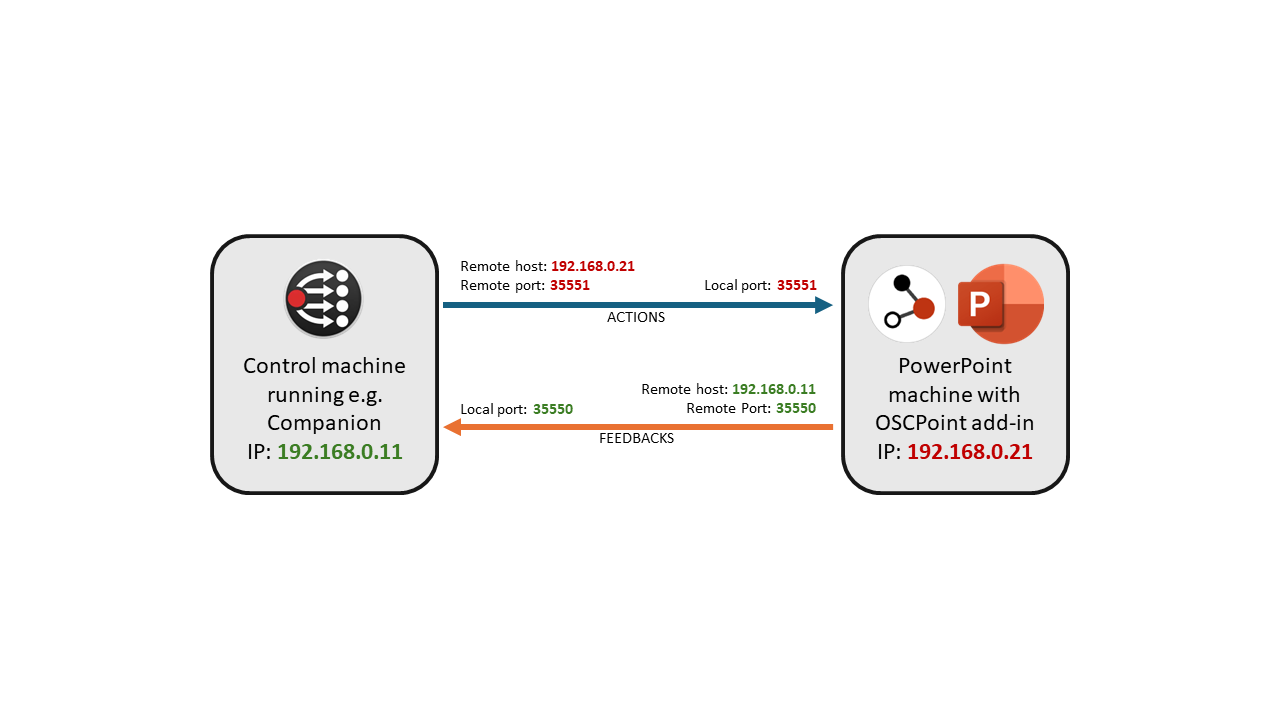 Control machine
running e.g.
Companion
IP: 192.168.0.11
Remote host: 192.168.0.21
Remote port: 35551
Local port: 35551
ACTIONS
Remote host: 192.168.0.11
Remote Port: 35550
Local port: 35550
FEEDBACKS
P
PowerPoint
machine with
OSCPoint add-in
IP: 192.168.0.21